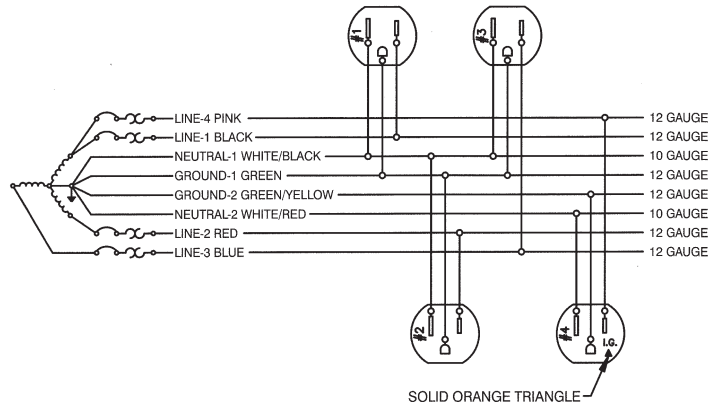 #1
#3
LINE-4 PINK 12 GAUGE
LINE-1 BLACK 12 GAUGE
NEUTRAL-1 WHITE/BLACK 10 GAUGE
GROUND-1 GREEN 12 GAUGE
GROUND-2 GREEN/YELLOW 12 GAUGE
NEUTRAL-2 WHITE/RED 10 GAUGE
LINE-2 RED 12 GAUGE
LINE-3 BLUE 12 GAUGE
#2
#4
I.G.
SOLID ORANGE TRIANGLE